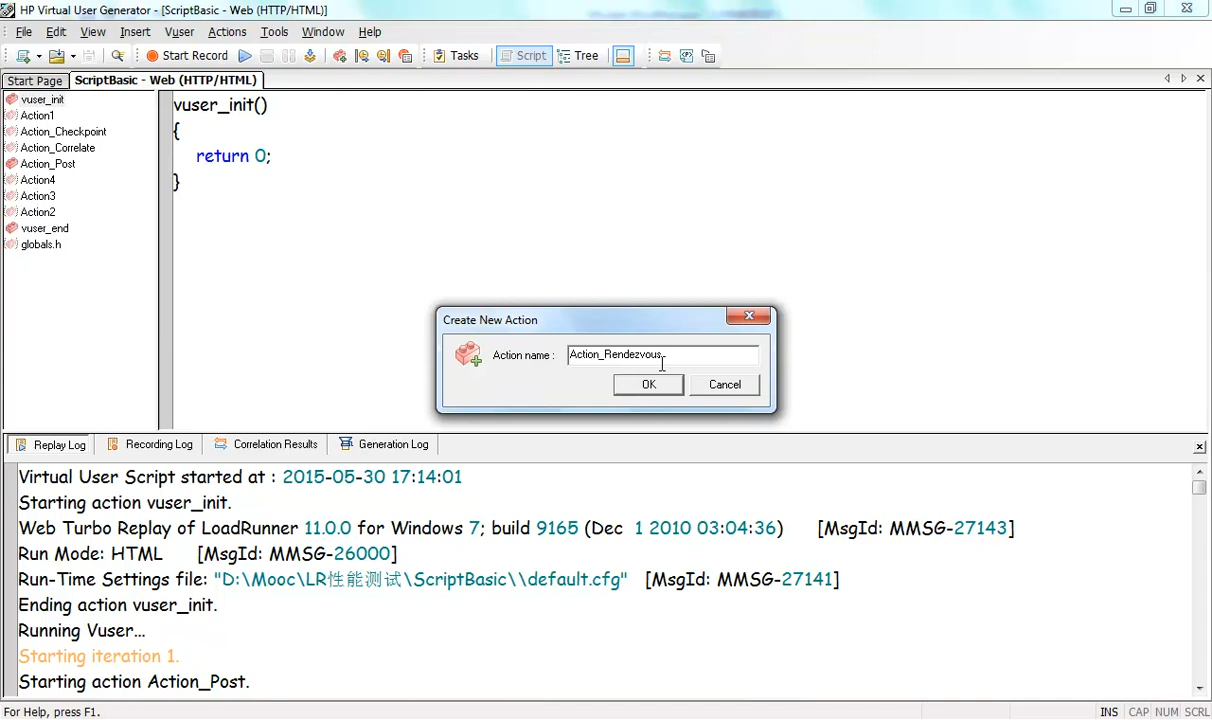 HP Virtual User Generator - [ScriptBasic - Web (HTTP/HTML)]
File Edit View Insert Vuser Actions Tools Window Help
Start Record Tasks Script Tree
Start Page ScriptBasic - Web (HTTP/HTML)
vuser_init
Action1
Action_Checkpoint
Action_Correlate
Action_Post
Action4
Action3
Action2
vuser_end
globals.h
vuser_init()
{
return 0;
}
Create New Action
Action name : Action_Rendezvous
OK Cancel
Replay Log Recording Log Correlation Results Generation Log
Virtual User Script started at : 2015-05-30 17:14:01
Starting action vuser_init.
Web Turbo Replay of LoadRunner 11.0.0 for Windows 7; build 9165 (Dec 1 2010 03:04:36) [MsgId: MMSG-27143]
Run Mode: HTML [MsgId: MMSG-26000]
Run-Time Settings file: "D:\Mooc\LR性能测试\ScriptBasic\\default.cfg" [MsgId: MMSG-27141]
Ending action vuser_init.
Running Vuser...
Starting iteration 1.
Starting action Action_Post.
For Help, press F1. INS CAP NUM SCRL